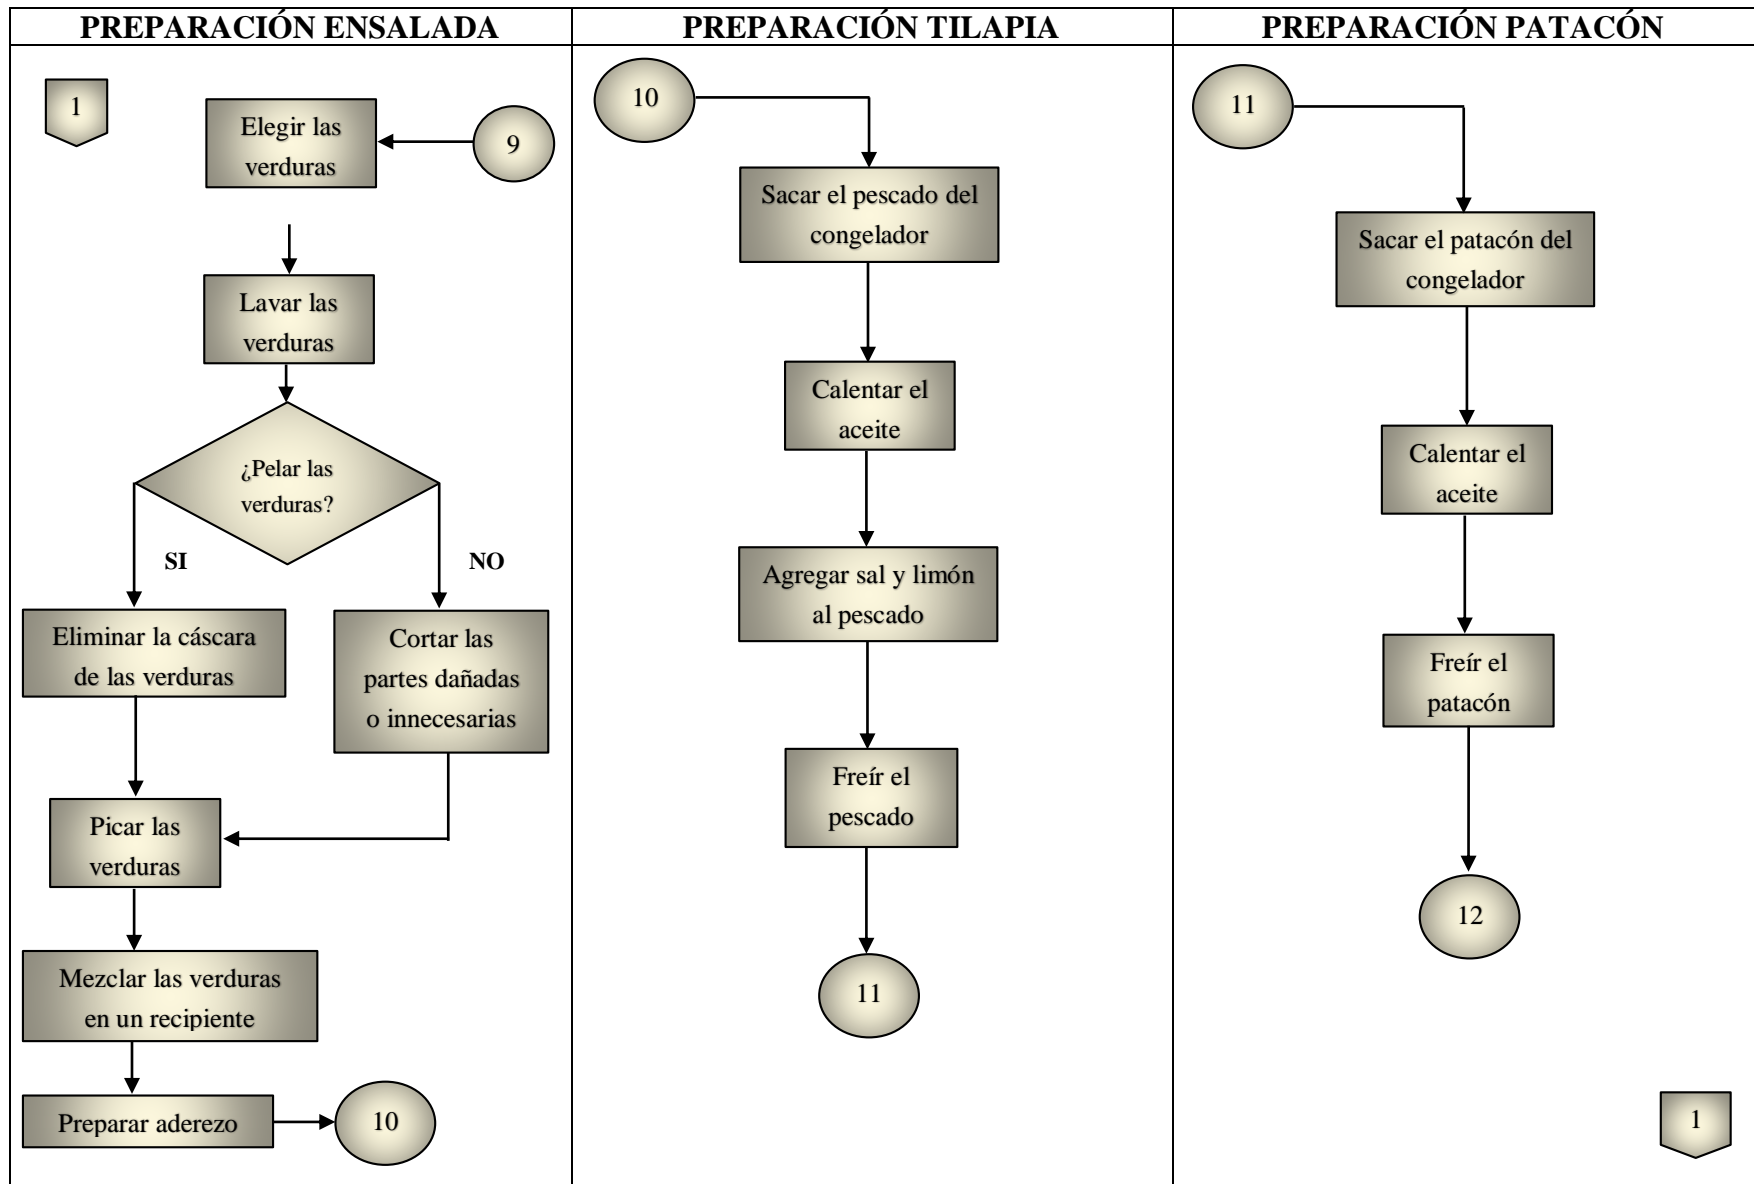 PREPARACIÓN ENSALADA
1
Elegir las
verduras
9
Lavar las
verduras
¿Pelar las
verduras?
SI
NO
Eliminar la cáscara
de las verduras
Cortar las
partes dañadas
o innecesarias
Picar las
verduras
Mezclar las verduras
en un recipiente
Preparar aderezo
10
PREPARACIÓN TILAPIA
10
Sacar el pescado del
congelador
Calentar el
aceite
Agregar sal y limón
al pescado
Freír el
pescado
11
PREPARACIÓN PATACÓN
11
Sacar el patacón del
congelador
Calentar el
aceite
Freír el
patacón
12
1